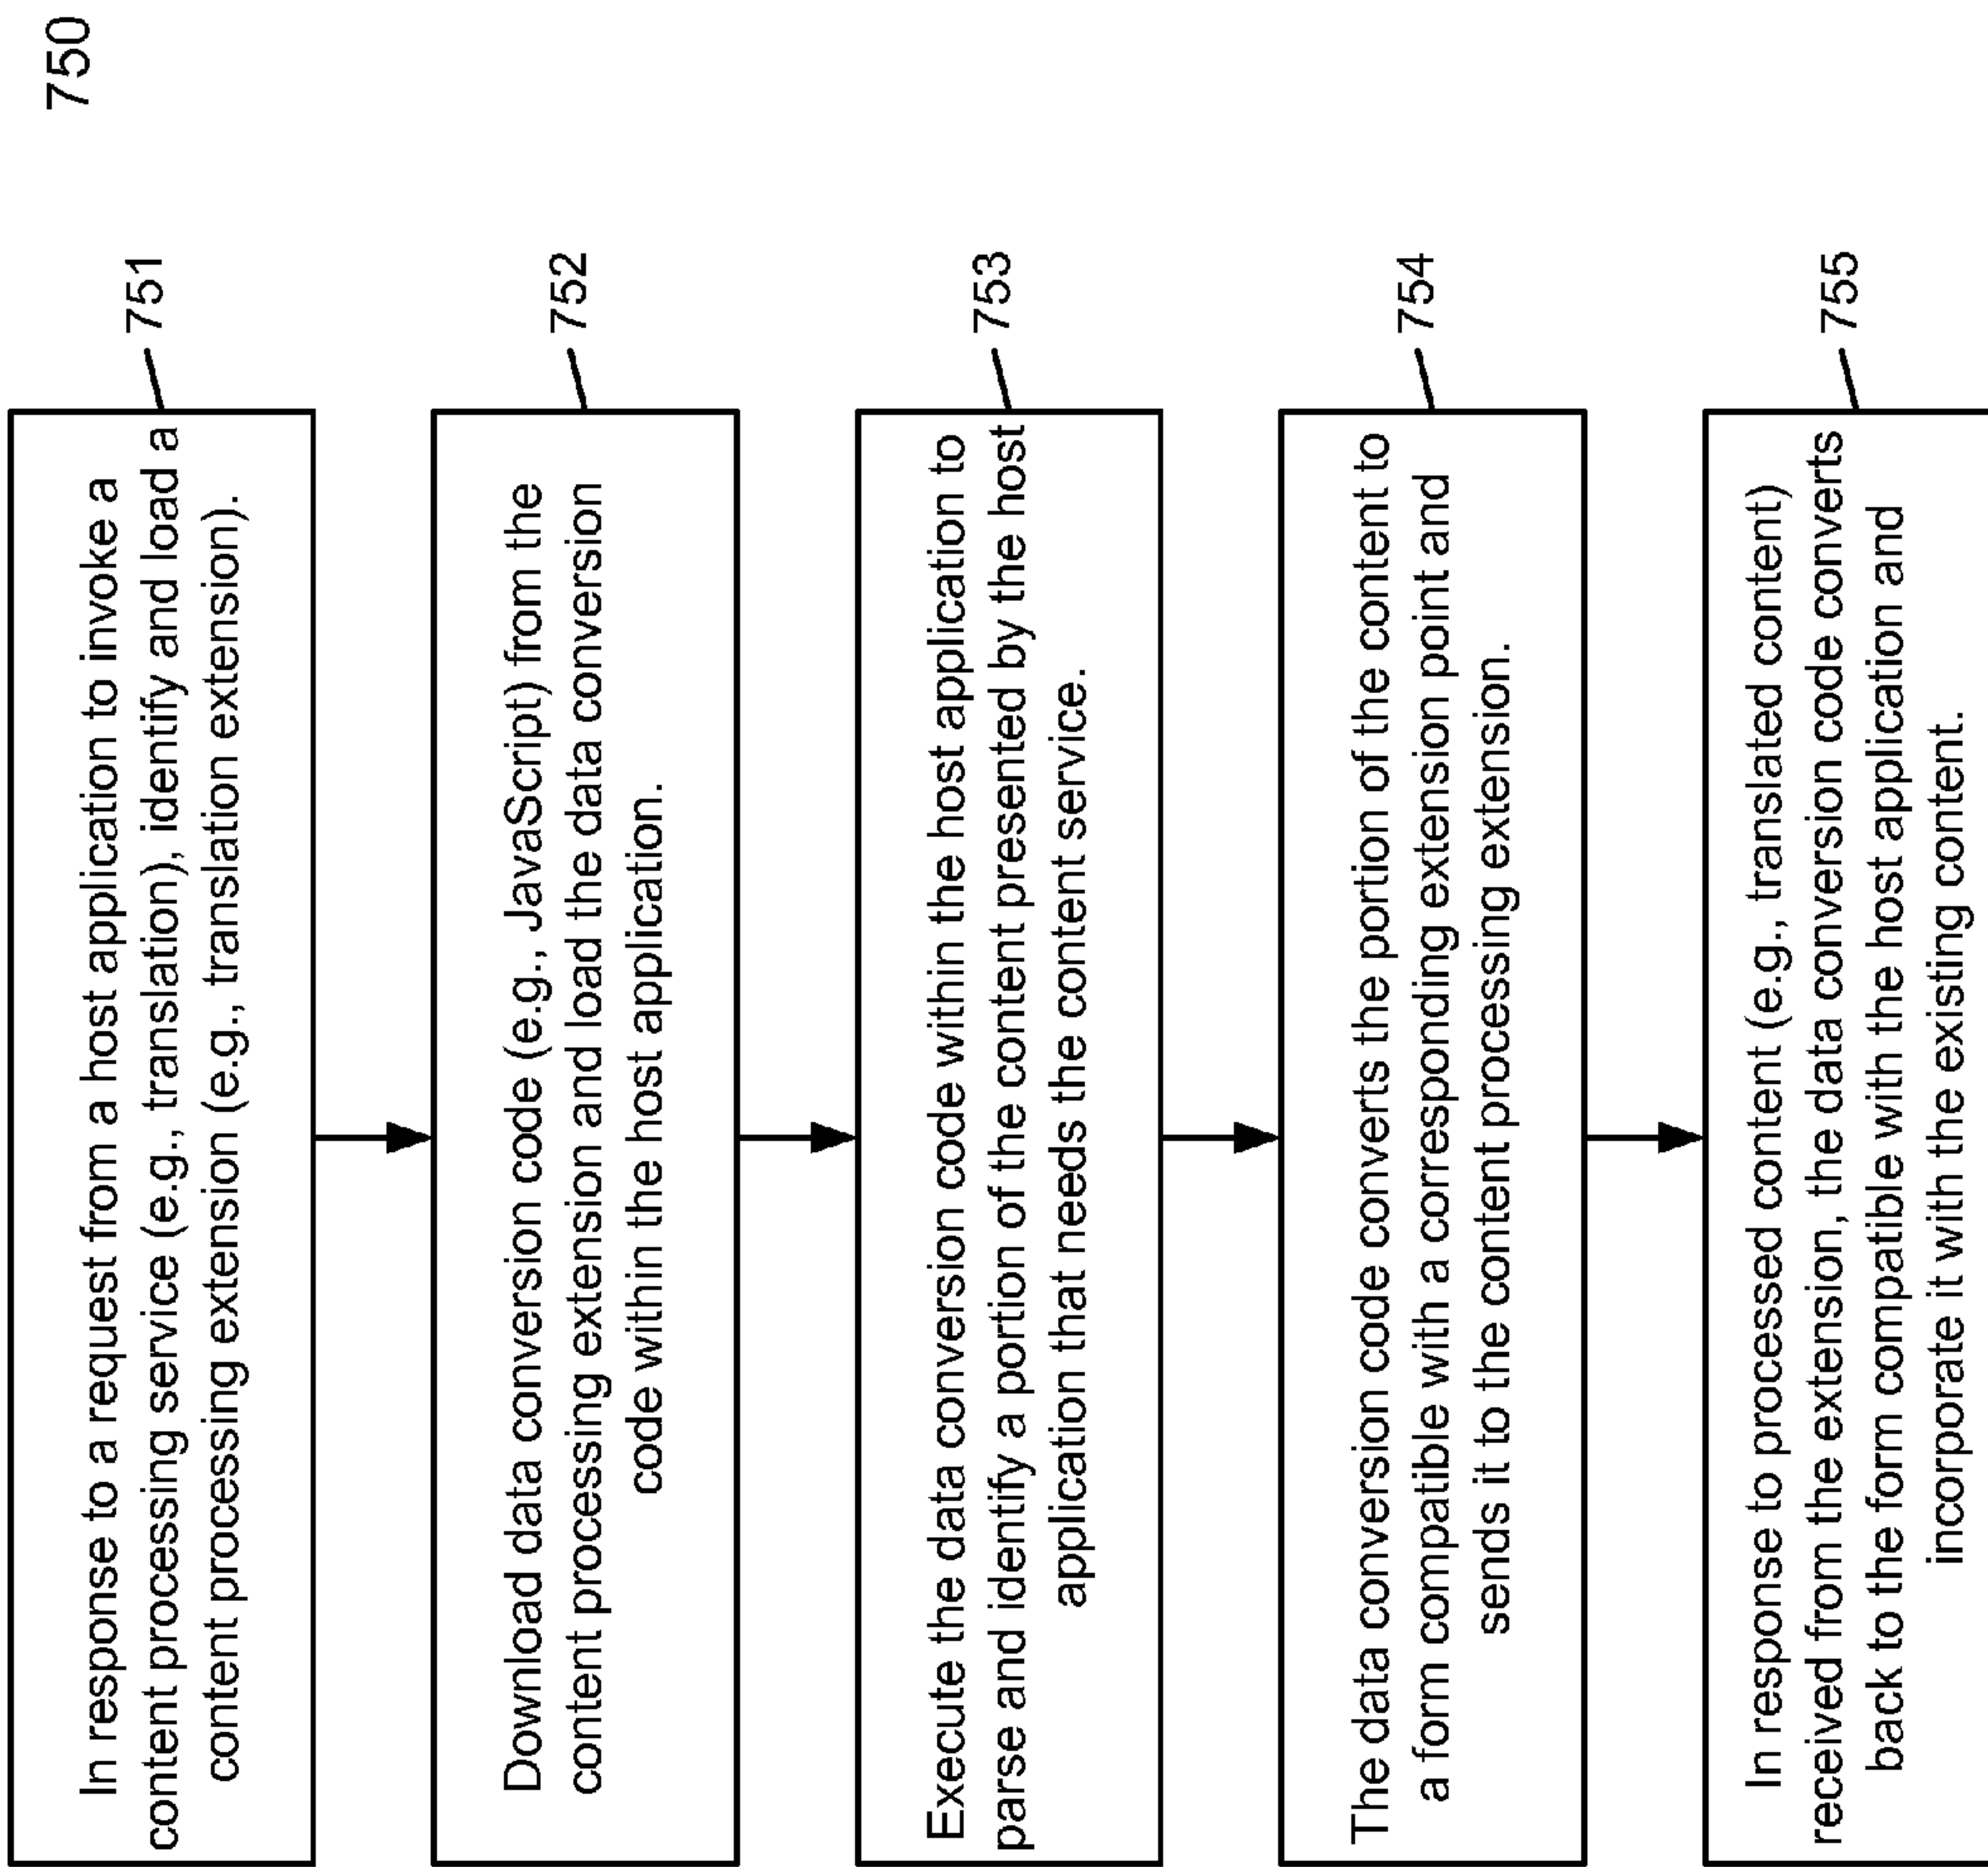 750
In response to a request from a host application to invoke a
content processing service (e.g., translation), identify and load a
content processing extension (e.g., translation extension).
751
Download data conversion code (e.g., JavaScript) from the
content processing extension and load the data conversion
code within the host application.
752
Execute the data conversion code within the host application to
parse and identify a portion of the content presented by the host
application that needs the content service.
753
The data conversion code converts the portion of the content to
a form compatible with a corresponding extension point and
sends it to the content processing extension.
754
In response to processed content (e.g., translated content)
received from the extension, the data conversion code converts
back to the form compatible with the host application and
incorporate it with the existing content.
755